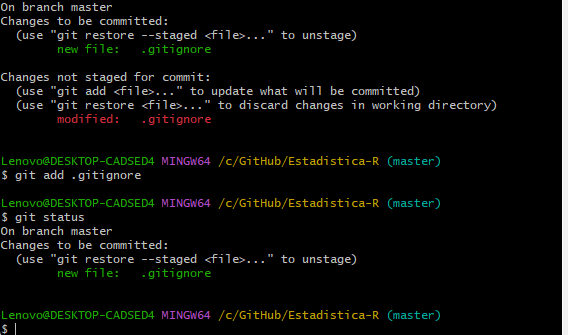 On branch master
Changes to be committed:
  (use "git restore --staged <file>..." to unstage)
        new file:   .gitignore

Changes not staged for commit:
  (use "git add <file>..." to update what will be committed)
  (use "git restore <file>..." to discard changes in working directory)
        modified:   .gitignore


Lenovo@DESKTOP-CADSED4 MINGW64 /c/GitHub/Estadistica-R (master)
$ git add .gitignore

Lenovo@DESKTOP-CADSED4 MINGW64 /c/GitHub/Estadistica-R (master)
$ git status
On branch master
Changes to be committed:
  (use "git restore --staged <file>..." to unstage)
        new file:   .gitignore


Lenovo@DESKTOP-CADSED4 MINGW64 /c/GitHub/Estadistica-R (master)
$